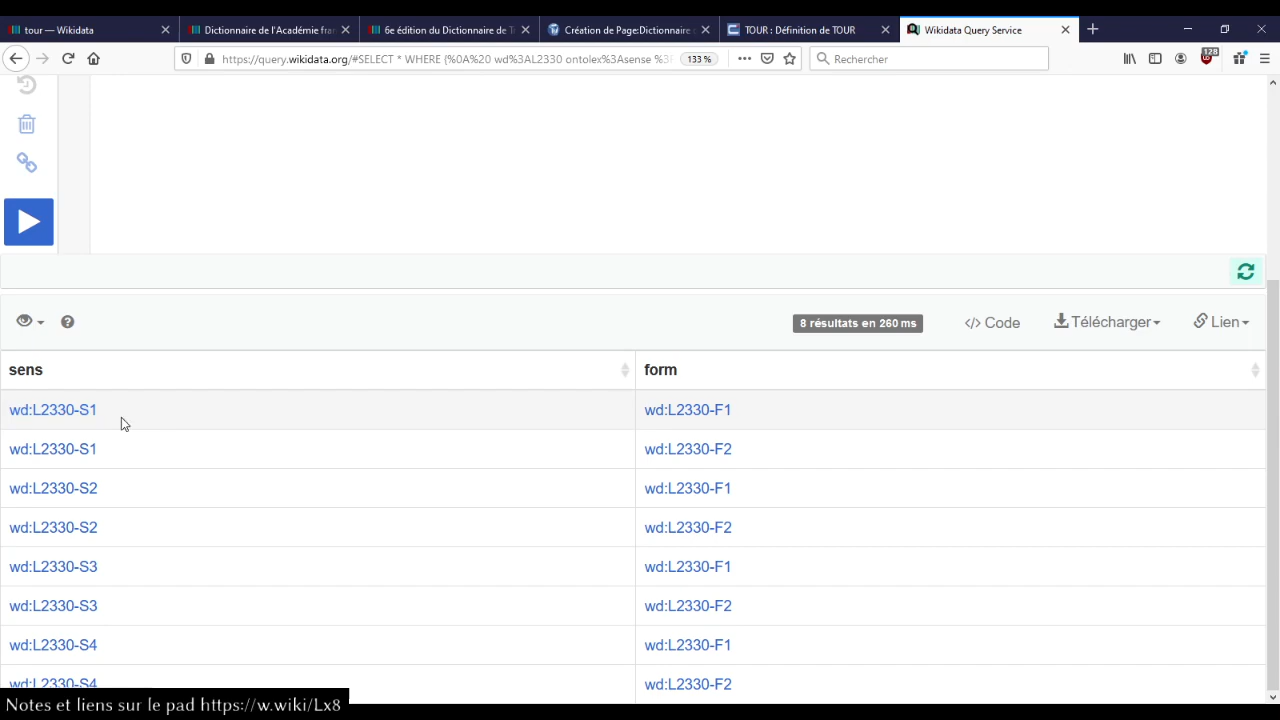 tour — Wikidata
Dictionnaire de l'Académie fra
6e édition du Dictionnaire de l'
Création de Page:Dictionnaire
TOUR : Définition de TOUR
Wikidata Query Service
https://query.wikidata.org/#SELECT * WHERE {%0A%20 wd%3AL2330 ntolex%3Asense %3F
133 %
Rechercher
128
8 résultats en 260 ms
</> Code
Télécharger
Lien
sens form
wd:L2330-S1 wd:L2330-F1
wd:L2330-S1 wd:L2330-F2
wd:L2330-S2 wd:L2330-F1
wd:L2330-S2 wd:L2330-F2
wd:L2330-S3 wd:L2330-F1
wd:L2330-S3 wd:L2330-F2
wd:L2330-S4 wd:L2330-F1
wd:L2330-S4 wd:L2330-F2
Notes et liens sur le pad https://w.wiki/Lx8